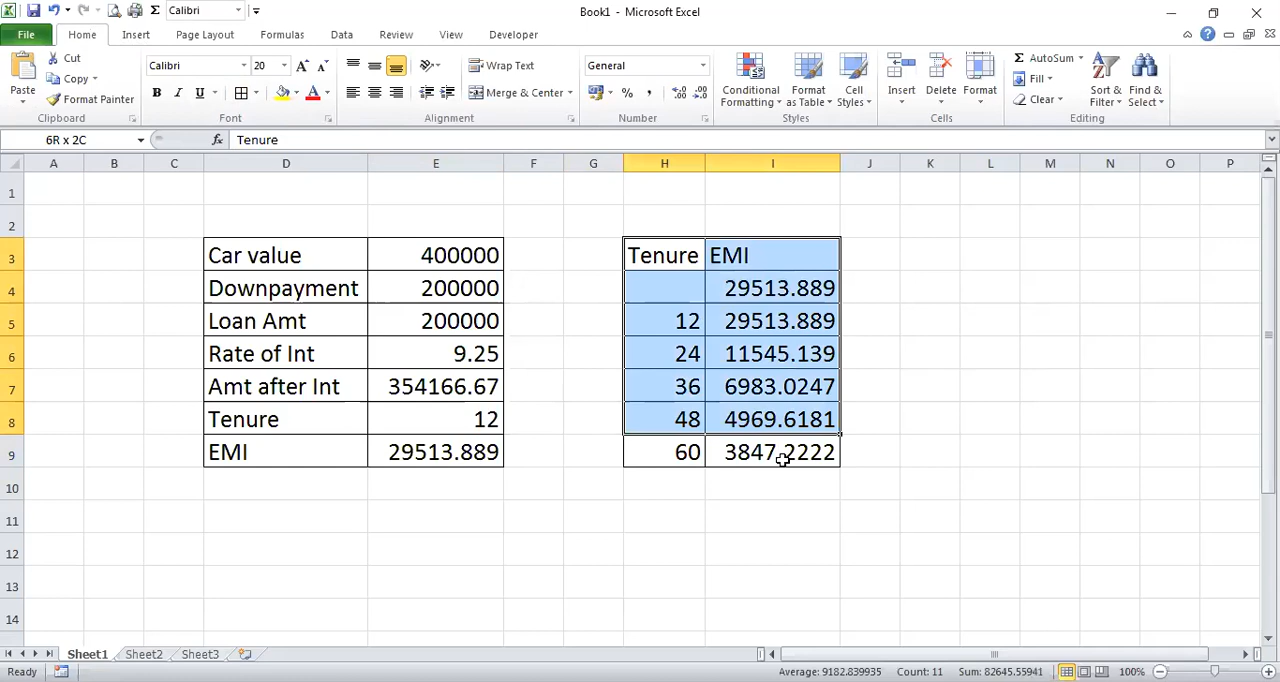 Book1 - Microsoft Excel
Calibri
File Home Insert Page Layout Formulas Data Review View Developer
Paste
Cut
Copy
Format Painter
Clipboard
Calibri 20
B I U
Font
Wrap Text
Merge & Center
Alignment
General
Number
Conditional Formatting
Format as Table
Cell Styles
Styles
Insert
Delete
Format
Cells
AutoSum
Fill
Clear
Sort & Filter
Find & Select
Editing
6R x 2C fx Tenure
A B C D E F G H I J K L M N O P
1
2
3 Car value 400000 Tenure EMI
4 Downpayment 200000 29513.889
5 Loan Amt 200000 12 29513.889
6 Rate of Int 9.25 24 11545.139
7 Amt after Int 354166.67 36 6983.0247
8 Tenure 12 48 4969.6181
9 EMI 29513.889 60 3847.2222
10
11
12
13
14
Sheet1 Sheet2 Sheet3
Ready Average: 9182.839935 Count: 11 Sum: 82645.55941 100%